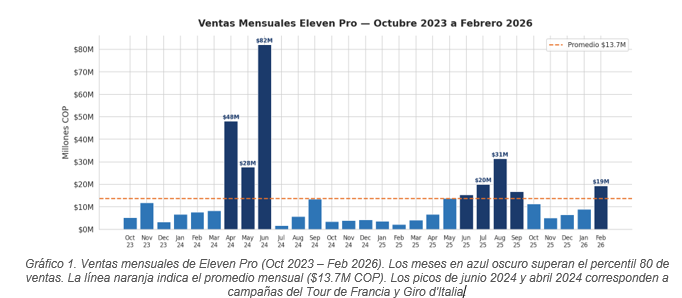 Ventas Mensuales Eleven Pro — Octubre 2023 a Febrero 2026
Promedio $13.7M
Millones COP
$80M
$70M
$60M
$50M
$40M
$30M
$20M
$10M
$0M
$48M
$28M
$82M
$20M
$31M
$19M
Oct Nov Dec Jan Feb Mar Apr May Jun Jul Aug Sep Oct Nov Dec Jan Feb Mar Apr May Jun Jul Aug Sep Oct Nov Dec Jan Feb
23 23 23 24 24 24 24 24 24 24 24 24 24 24 24 25 25 25 25 25 25 25 25 25 25 25 25 26 26
Gráfico 1. Ventas mensuales de Eleven Pro (Oct 2023 – Feb 2026). Los meses en azul oscuro superan el percentil 80 de
ventas. La línea naranja indica el promedio mensual ($13.7M COP). Los picos de junio 2024 y abril 2024 corresponden a
campañas del Tour de Francia y Giro d'Italia